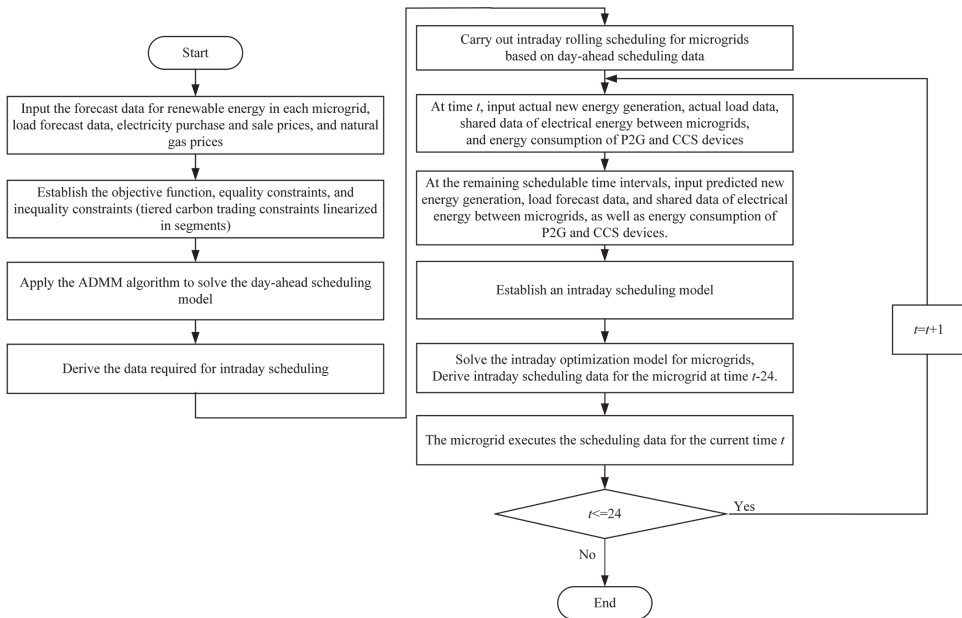 Start
Input the forecast data for renewable energy in each microgrid,
load forecast data, electricity purchase and sale prices, and natural
gas prices
Establish the objective function, equality constraints, and
inequality constraints (tiered carbon trading constraints linearized
in segments)
Apply the ADMM algorithm to solve the day-ahead scheduling
model
Derive the data required for intraday scheduling
Carry out intraday rolling scheduling for microgrids
based on day-ahead scheduling data
At time t, input actual new energy generation, actual load data,
shared data of electrical energy between microgrids,
and energy consumption of P2G and CCS devices
At the remaining schedulable time intervals, input predicted new
energy generation, load forecast data, and shared data of electrical
energy between microgrids, as well as energy consumption of
P2G and CCS devices.
Establish an intraday scheduling model
Solve the intraday optimization model for microgrids,
Derive intraday scheduling data for the microgrid at time t-24.
The microgrid executes the scheduling data for the current time t
t<=24
Yes
t=t+1
No
End